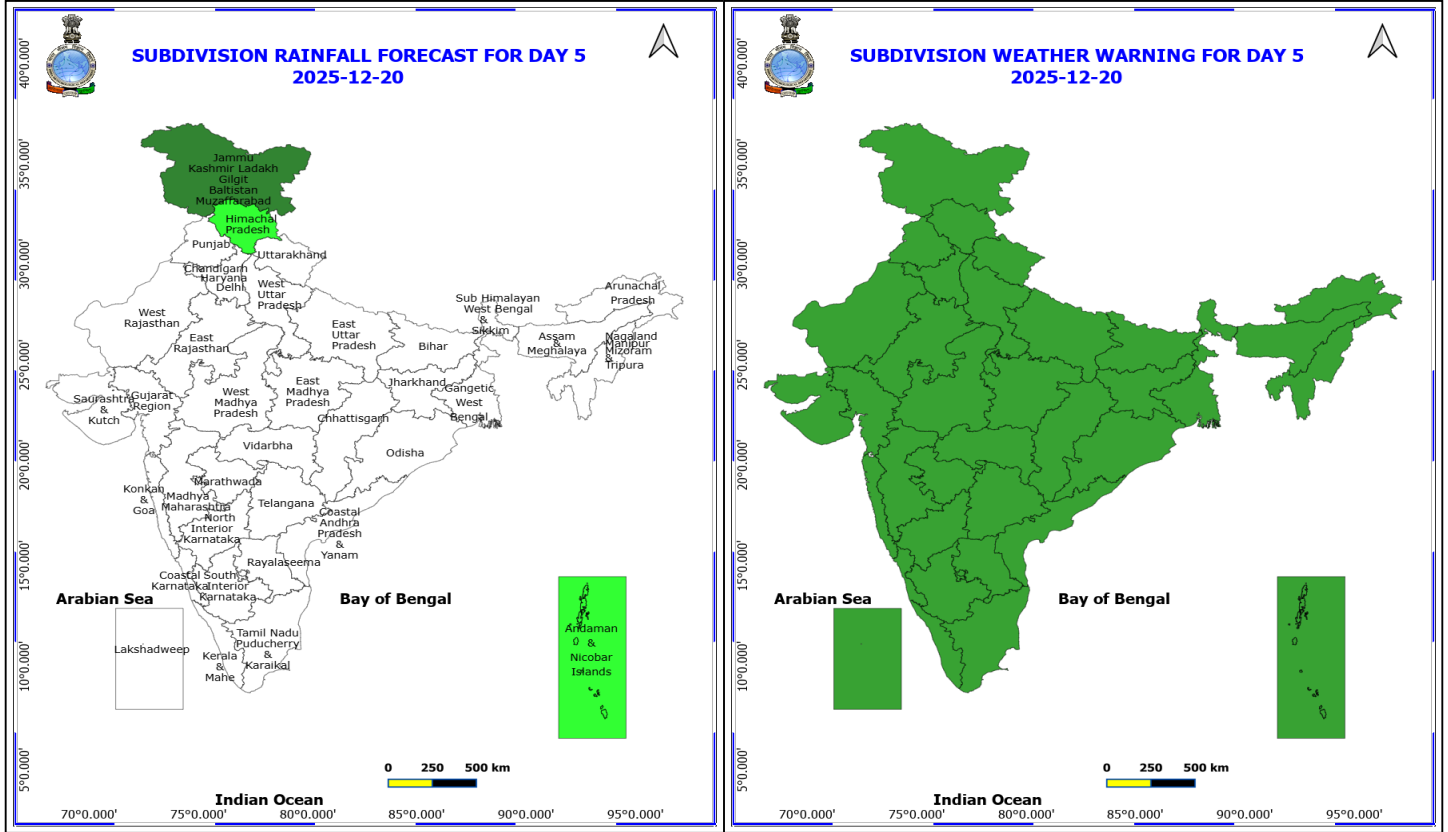 SUBDIVISION RAINFALL FORECAST FOR DAY 5
2025-12-20
40°0.000'
35°0.000'
30°0.000'
25°0.000'
20°0.000'
15°0.000'
10°0.000'
5°0.000'
Jammu
Kashmir Ladakh
Gilgit
Baltistan
Muzaffarabad
Himachal
Pradesh
Punjab
Uttarakhand
Chandigarh
Haryana
Delhi
West
Uttar
Pradesh
Arunachal
Pradesh
Sub Himalayan
West Bengal
&
Sikkim
West
Rajasthan
East
Rajasthan
East
Uttar
Pradesh
Bihar
Assam
&
Meghalaya
Nagaland
Manipur
Mizoram
&
Tripura
Saurashtra
&
Kutch
Gujarat
Region
West
Madhya
Pradesh
East
Madhya
Pradesh
Jharkhand
Gangetic
West
Bengal
Chhattisgarh
Vidarbha
Odisha
Konkan
&
Goa
Marathwada
Madhya
Maharashtra
Telangana
North
Interior
Karnataka
Coastal
Andhra
Pradesh
&
Yanam
Rayalaseema
Coastal
Karnataka
South
Interior
Karnataka
Arabian Sea
Bay of Bengal
Lakshadweep
Kerala
&
Mahe
Tamil Nadu
Puducherry
&
Karaikal
Andaman
&
Nicobar
Islands
0 250 500 km
Indian Ocean
70°0.000' 75°0.000' 80°0.000' 85°0.000' 90°0.000' 95°0.000'
SUBDIVISION WEATHER WARNING FOR DAY 5
2025-12-20
40°0.000'
35°0.000'
30°0.000'
25°0.000'
20°0.000'
15°0.000'
10°0.000'
5°0.000'
Arabian Sea
Bay of Bengal
0 250 500 km
Indian Ocean
70°0.000' 75°0.000' 80°0.000' 85°0.000' 90°0.000' 95°0.000'